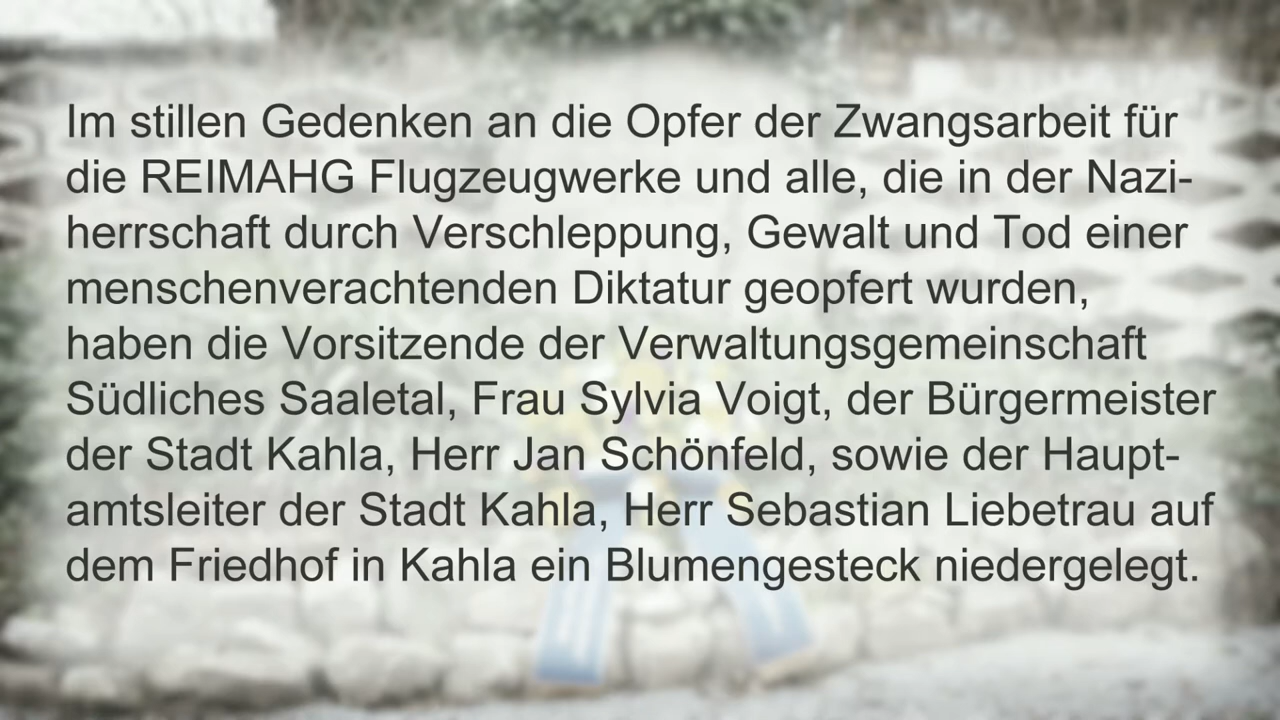 Im stillen Gedenken an die Opfer der Zwangsarbeit für
die REIMAHG Flugzeugwerke und alle, die in der Nazi-
herrschaft durch Verschleppung, Gewalt und Tod einer
menschenverachtenden Diktatur geopfert wurden,
haben die Vorsitzende der Verwaltungsgemeinschaft
Südliches Saaletal, Frau Sylvia Voigt, der Bürgermeister
der Stadt Kahla, Herr Jan Schönfeld, sowie der Haupt-
amtsleiter der Stadt Kahla, Herr Sebastian Liebetrau auf
dem Friedhof in Kahla ein Blumengesteck niedergelegt.